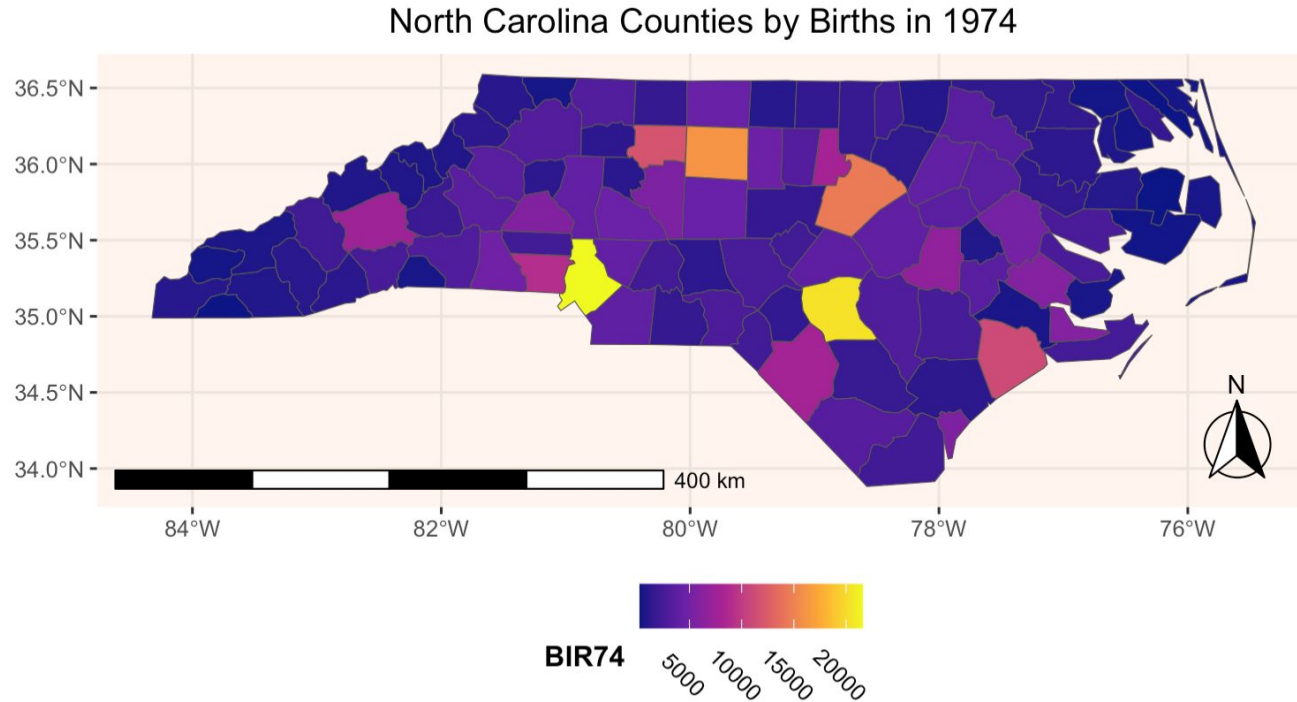 North Carolina Counties by Births in 1974
36.5°N
36.0°N
35.5°N
35.0°N
34.5°N
34.0°N
N
400 km
84°W 82°W 80°W 78°W 76°W
BIR74
5000 10000 15000 20000